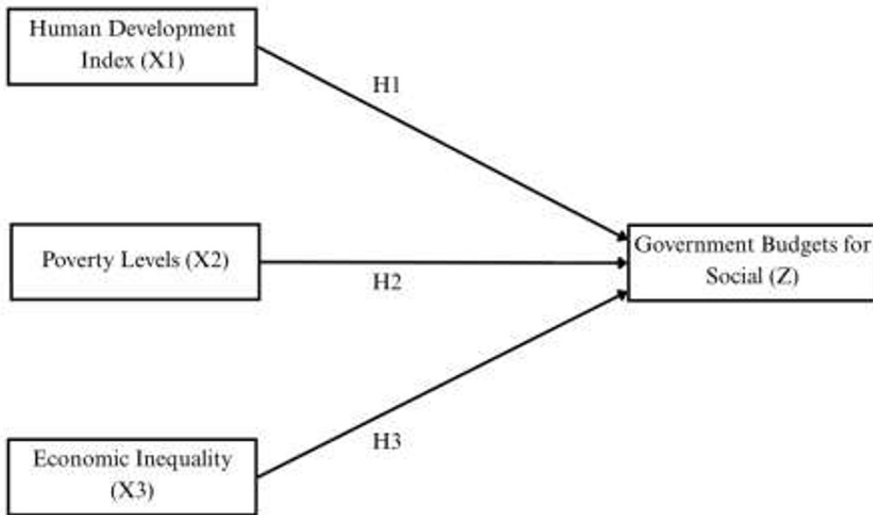 Human Development
Index (X1)
H1
Poverty Levels (X2)
H2
Government Budgets for
Social (Z)
Economic Inequality
(X3)
H3